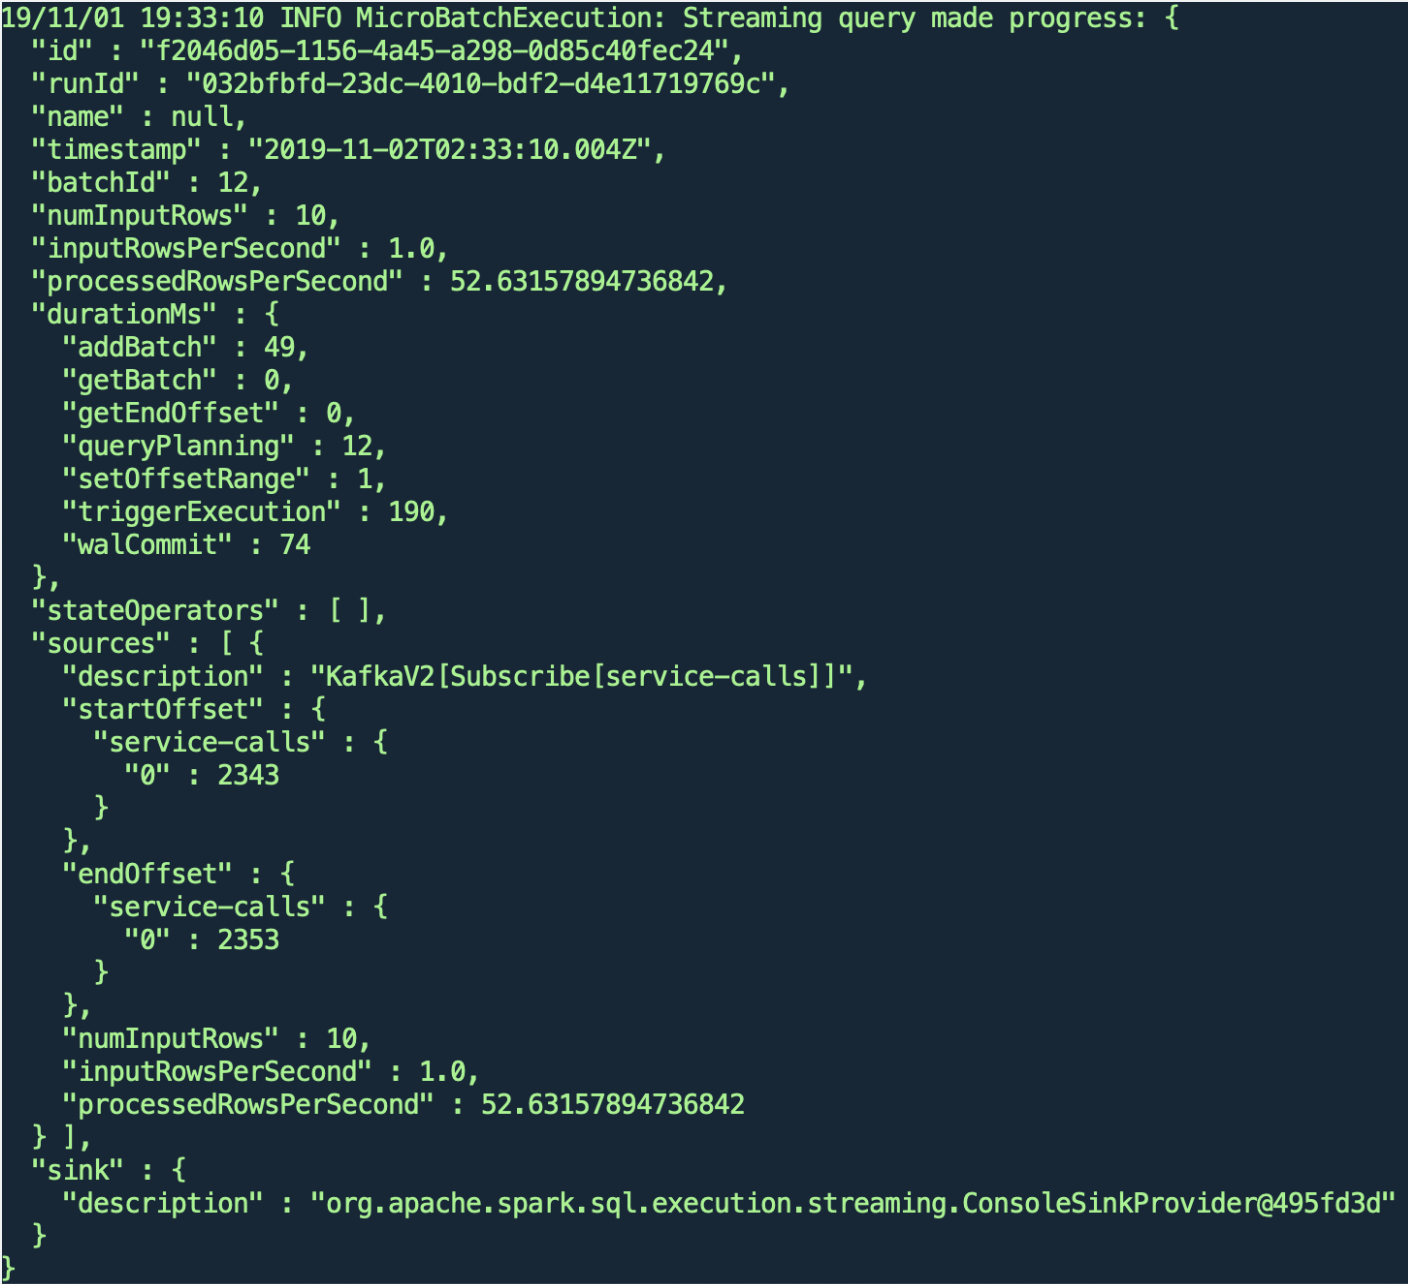 19/11/01 19:33:10 INFO MicroBatchExecution: Streaming query made progress: {
  "id" : "f2046d05-1156-4a45-a298-0d85c40fec24",
  "runId" : "032bfbfd-23dc-4010-bdf2-d4e11719769c",
  "name" : null,
  "timestamp" : "2019-11-02T02:33:10.004Z",
  "batchId" : 12,
  "numInputRows" : 10,
  "inputRowsPerSecond" : 1.0,
  "processedRowsPerSecond" : 52.63157894736842,
  "durationMs" : {
    "addBatch" : 49,
    "getBatch" : 0,
    "getEndOffset" : 0,
    "queryPlanning" : 12,
    "setOffsetRange" : 1,
    "triggerExecution" : 190,
    "walCommit" : 74
  },
  "stateOperators" : [ ],
  "sources" : [ {
    "description" : "KafkaV2[Subscribe[service-calls]]",
    "startOffset" : {
      "service-calls" : {
        "0" : 2343
      }
    },
    "endOffset" : {
      "service-calls" : {
        "0" : 2353
      }
    },
    "numInputRows" : 10,
    "inputRowsPerSecond" : 1.0,
    "processedRowsPerSecond" : 52.63157894736842
  } ],
  "sink" : {
    "description" : "org.apache.spark.sql.execution.streaming.ConsoleSinkProvider@495fd3d"
  }
}